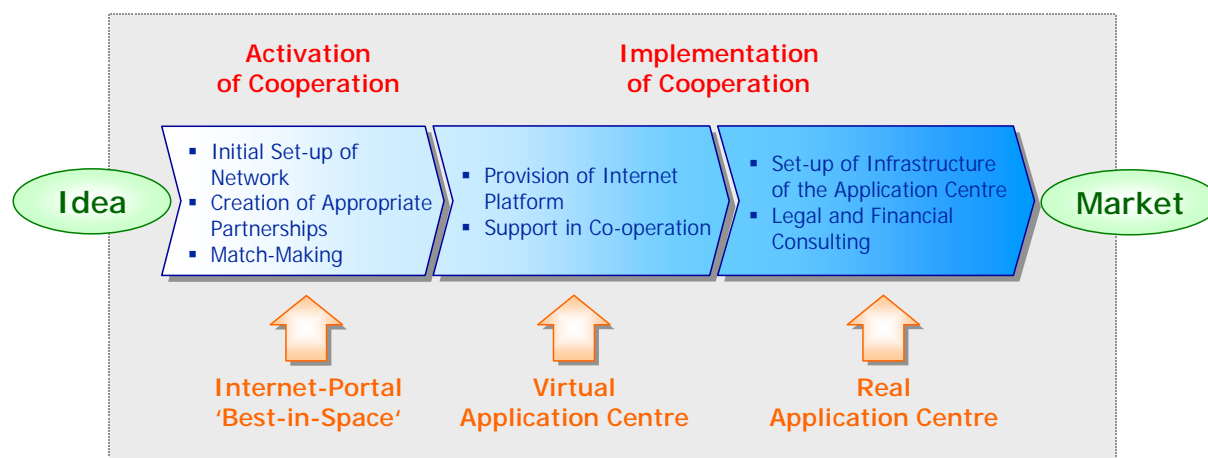 Activation
of Cooperation
Implementation
of Cooperation
Idea
▪ Initial Set-up of
Network
▪ Creation of Appropriate
Partnerships
▪ Match-Making
▪ Provision of Internet
Platform
▪ Support in Co-operation
▪ Set-up of Infrastructure
of the Application Centre
▪ Legal and Financial
Consulting
Market
Internet-Portal
‘Best-in-Space‘
Virtual
Application Centre
Real
Application Centre